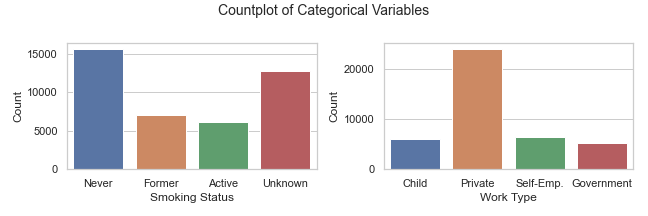 Countplot of Categorical Variables
15000
10000
5000
0
Count
Never Former Active Unknown
Smoking Status
20000
10000
0
Count
Child Private Self-Emp. Government
Work Type